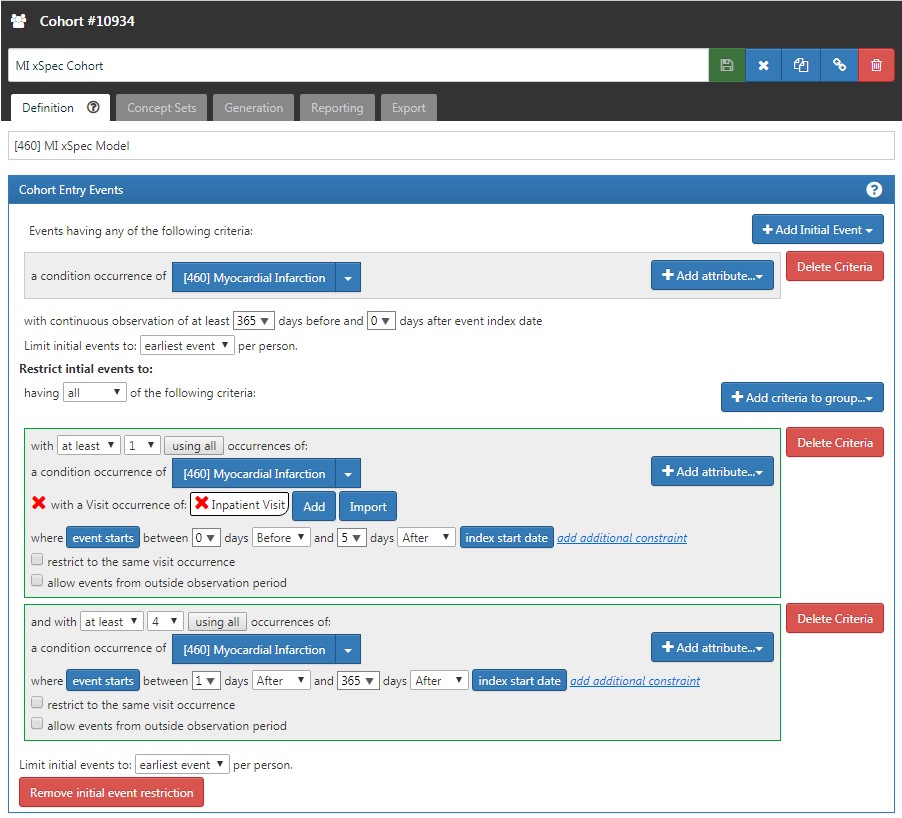 Cohort #10934
MI xSpec Cohort
Definition ? Concept Sets Generation Reporting Export
[460] MI xSpec Model
Cohort Entry Events ?
Events having any of the following criteria: + Add Initial Event
a condition occurrence of [460] Myocardial Infarction + Add attribute... Delete Criteria
with continuous observation of at least 365 days before and 0 days after event index date
Limit initial events to: earliest event per person.
Restrict intial events to:
having all of the following criteria: + Add criteria to group...
with at least 1 using all occurrences of: Delete Criteria
a condition occurrence of [460] Myocardial Infarction + Add attribute...
with a Visit occurrence of: Inpatient Visit Add Import
where event starts between 0 days Before and 5 days After index start date add additional constraint
restrict to the same visit occurrence
allow events from outside observation period
and with at least 4 using all occurrences of: Delete Criteria
a condition occurrence of [460] Myocardial Infarction + Add attribute...
where event starts between 1 days After and 365 days After index start date add additional constraint
restrict to the same visit occurrence
allow events from outside observation period
Limit initial events to: earliest event per person.
Remove initial event restriction